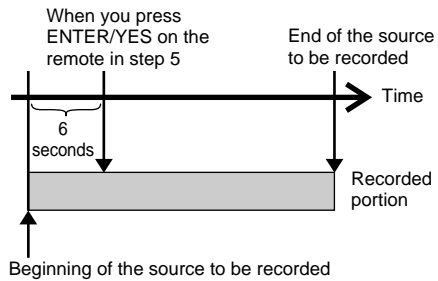 When you press
ENTER/YES on the
remote in step 5
End of the source
to be recorded
Time
6
seconds
Recorded
portion
Beginning of the source to be recorded